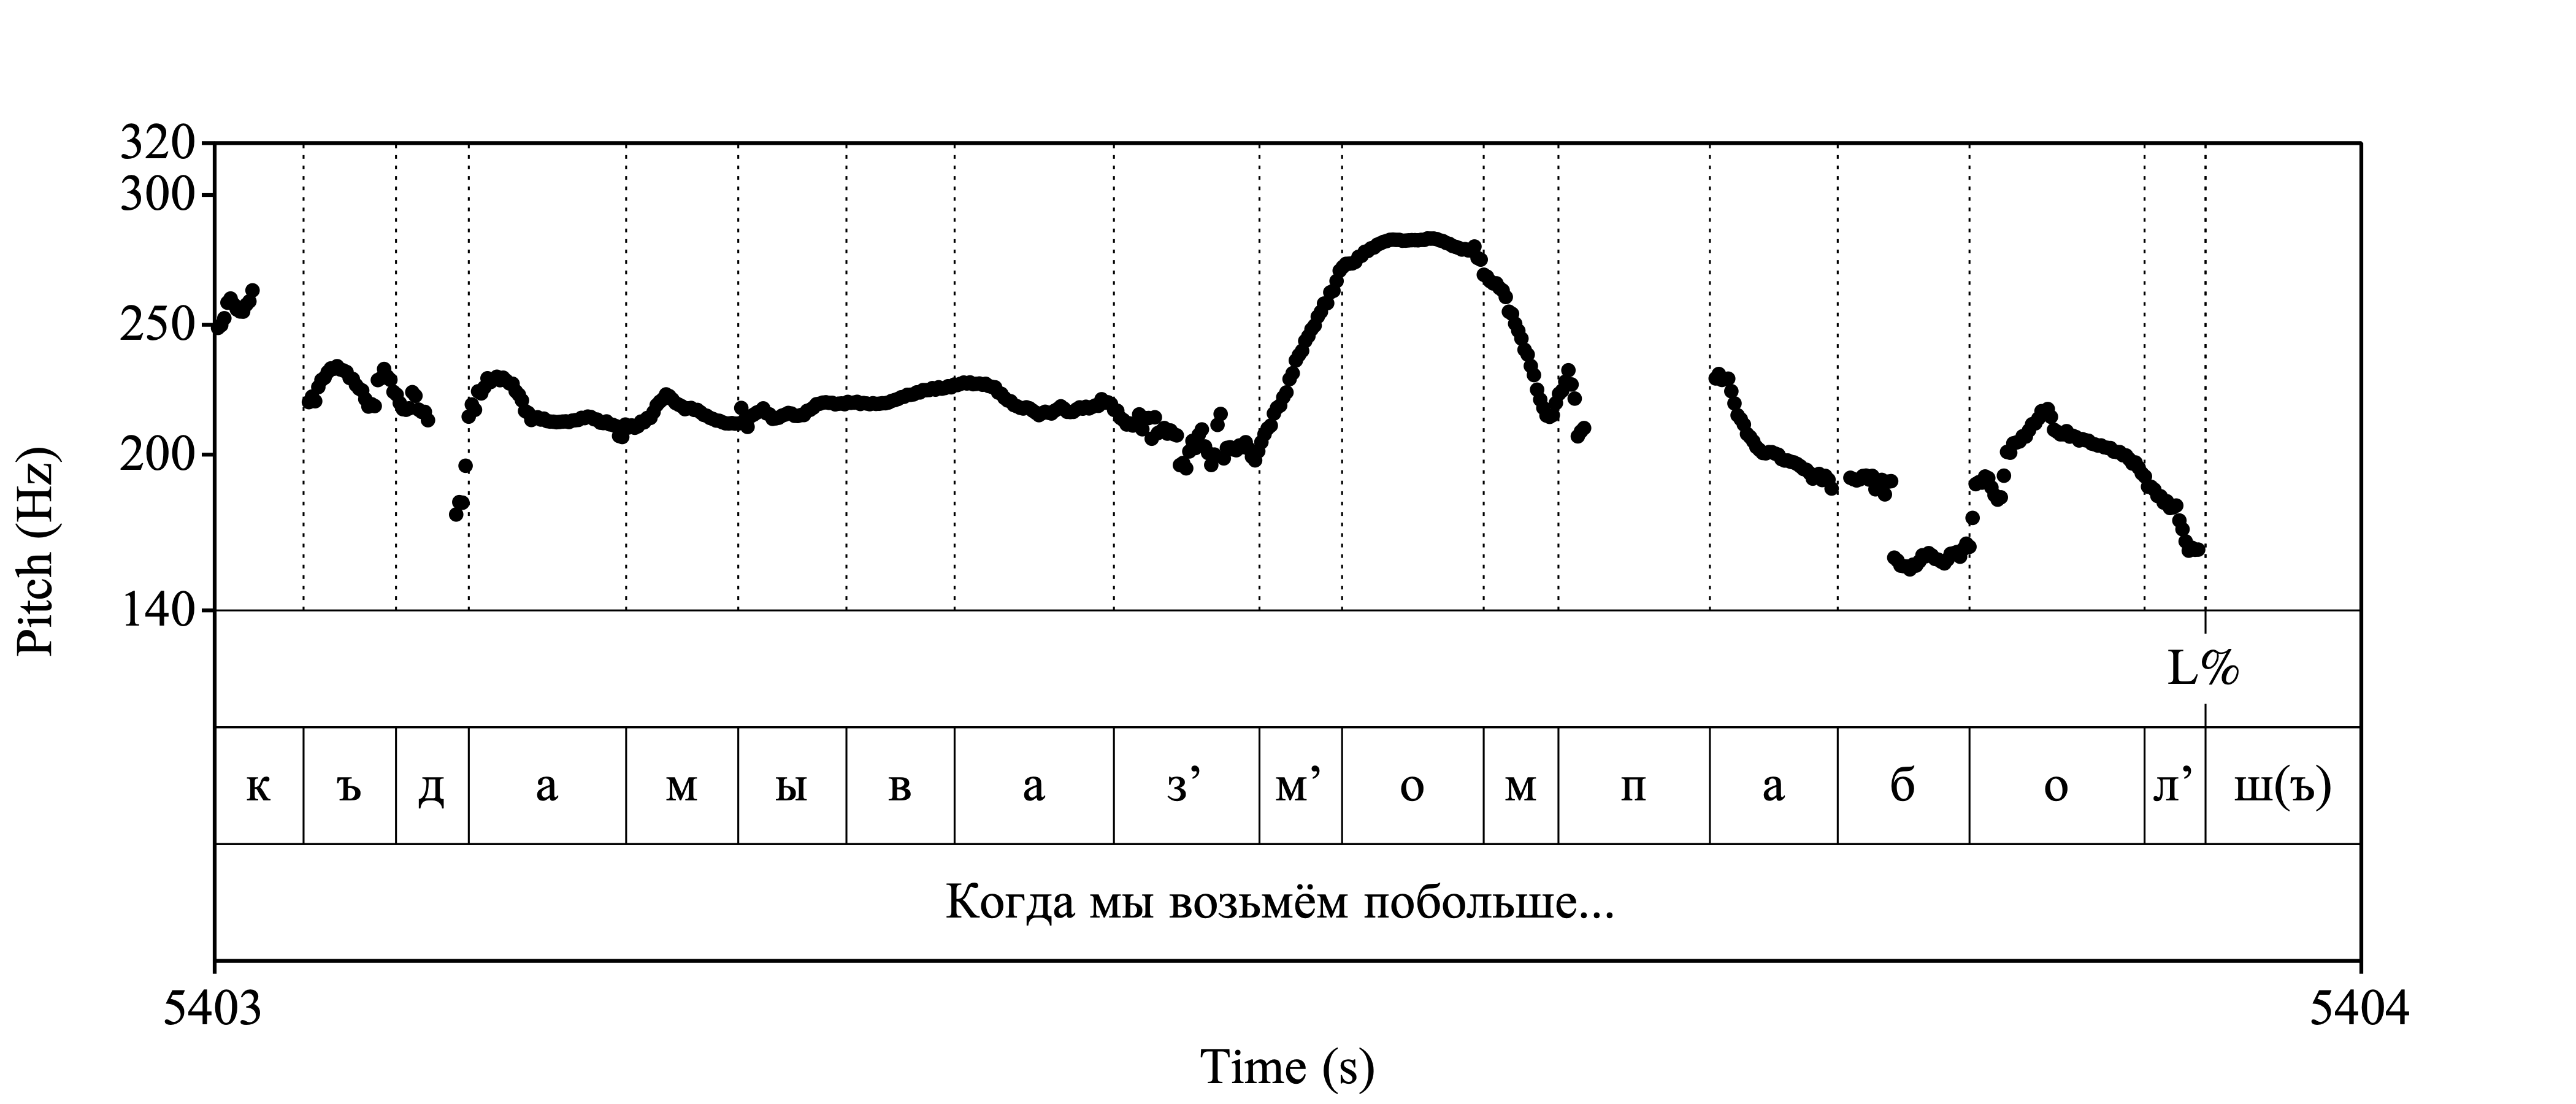 320
300
250
200
140
Pitch (Hz)
L%
к ъ д а м ы в а з’ м’ о м п а б о л’ ш(ъ)
Когда мы возьмём побольше...
5403 5404
Time (s)